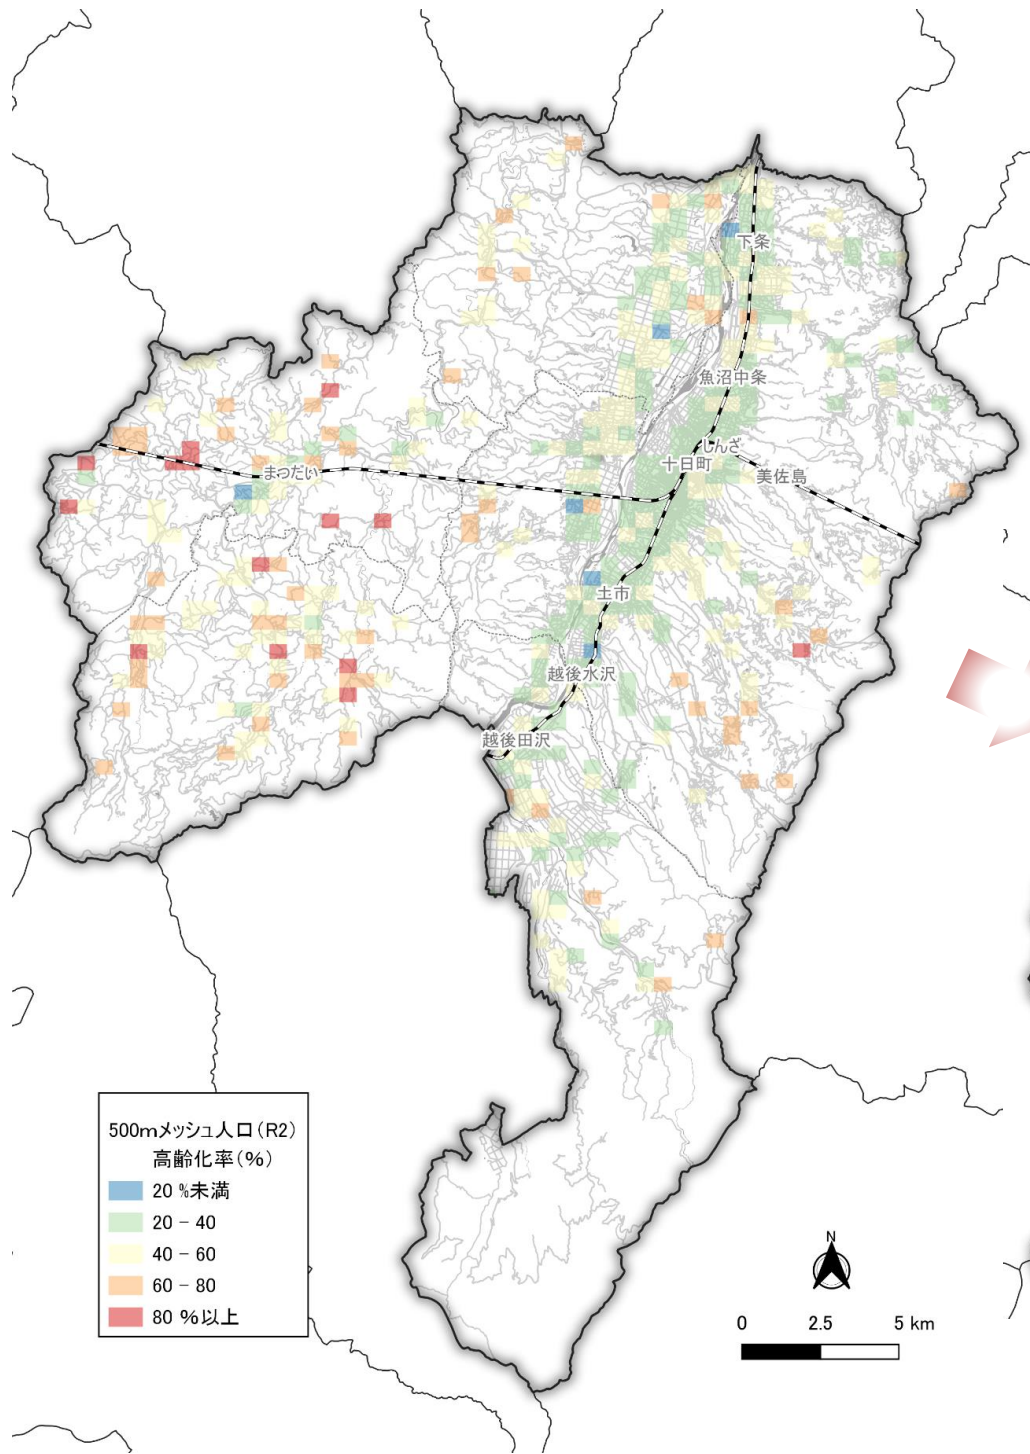 下条
魚沼中条
しんざ
十日町
美佐島
まつだい
土市
越後水沢
越後田沢
500mメッシュ人口(R2)
高齢化率(%)
20 %未満
20 - 40
40 - 60
60 - 80
80 %以上
N
0 2.5 5 km